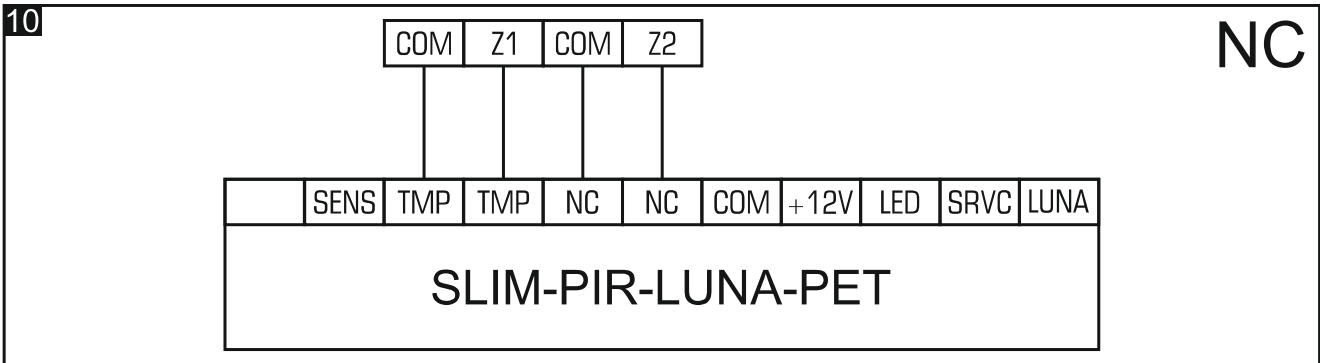 10
NC
COM Z1 COM Z2
SENS TMP TMP NC NC COM +12V LED SRVC LUNA
SLIM-PIR-LUNA-PET